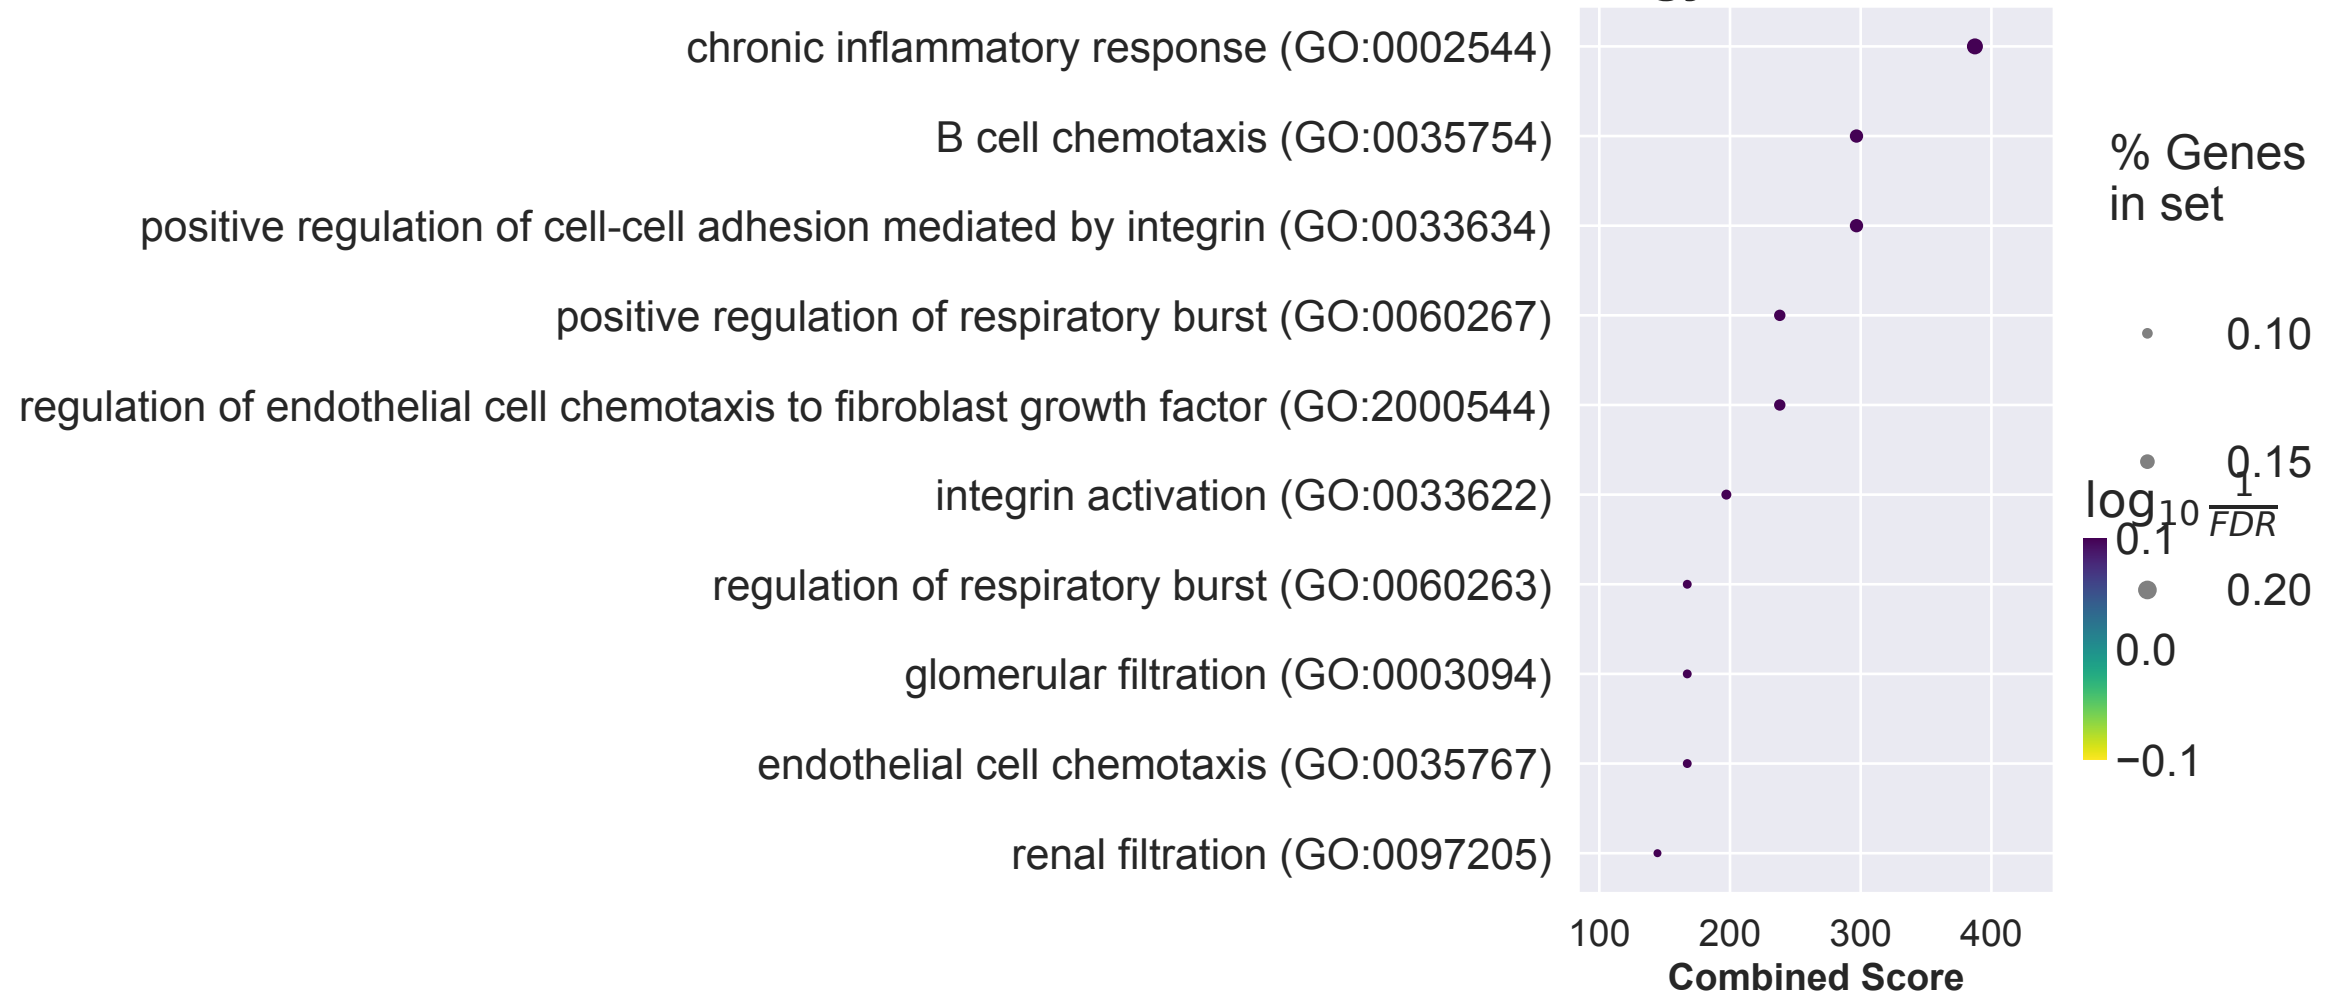 chronic inflammatory response (GO:0002544)
B cell chemotaxis (GO:0035754)
positive regulation of cell-cell adhesion mediated by integrin (GO:0033634)
positive regulation of respiratory burst (GO:0060267)
regulation of endothelial cell chemotaxis to fibroblast growth factor (GO:2000544)
integrin activation (GO:0033622)
regulation of respiratory burst (GO:0060263)
glomerular filtration (GO:0003094)
endothelial cell chemotaxis (GO:0035767)
renal filtration (GO:0097205)
100 200 300 400
Combined Score
% Genes
in set
0.10
0.15
0.20
log₁₀ 1/FDR
0.1
0.0
−0.1